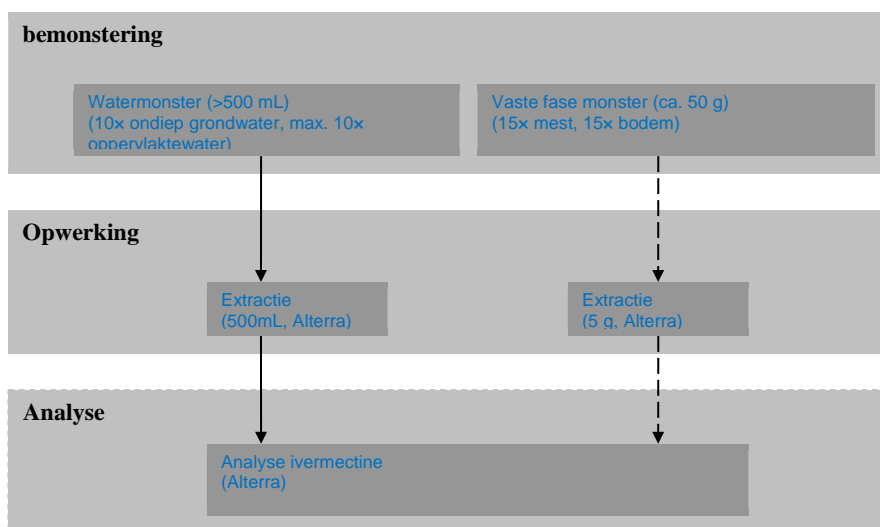 bemonstering
Watermonster (>500 mL)
(10× ondiep grondwater, max. 10×
oppervlaktewater)
Vaste fase monster (ca. 50 g)
(15× mest, 15× bodem)
Opwerking
Extractie
(500mL, Alterra)
Extractie
(5 g, Alterra)
Analyse
Analyse ivermectine
(Alterra)